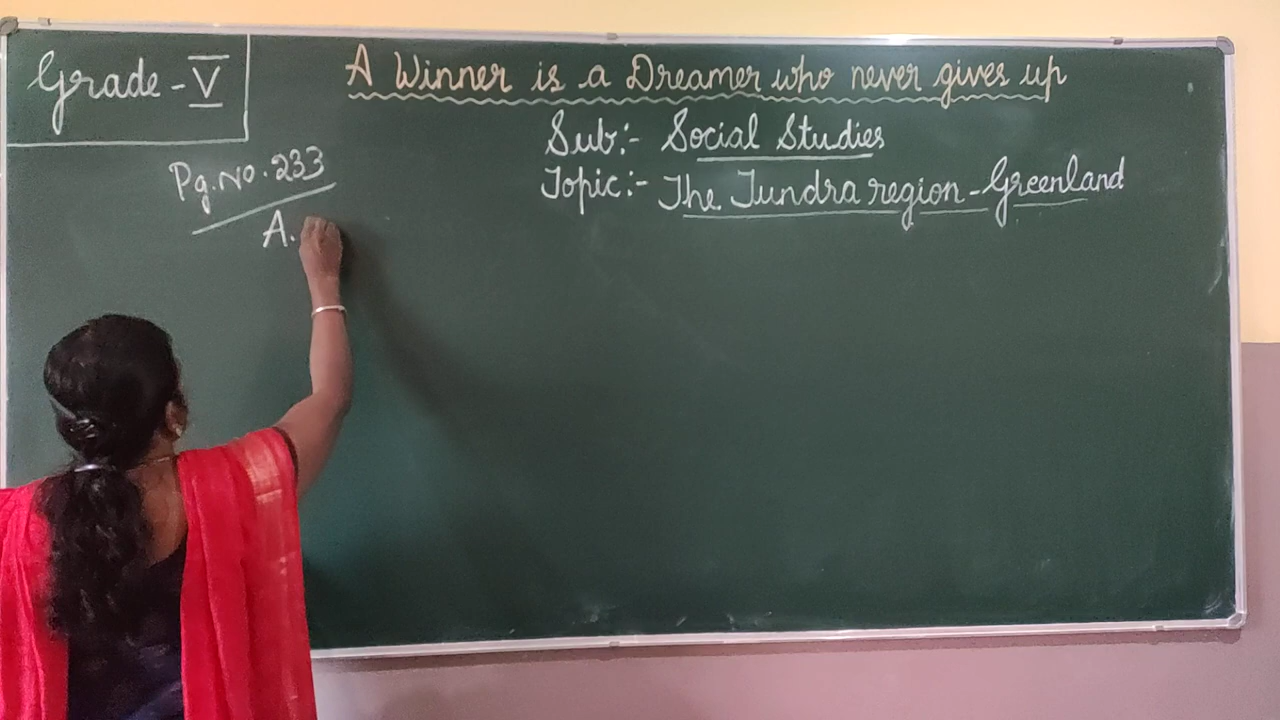 Grade - V
A Winner is a Dreamer who never gives up
Sub:- Social Studies
Topic:- The Tundra region - Greenland
Pg.No.233
A.